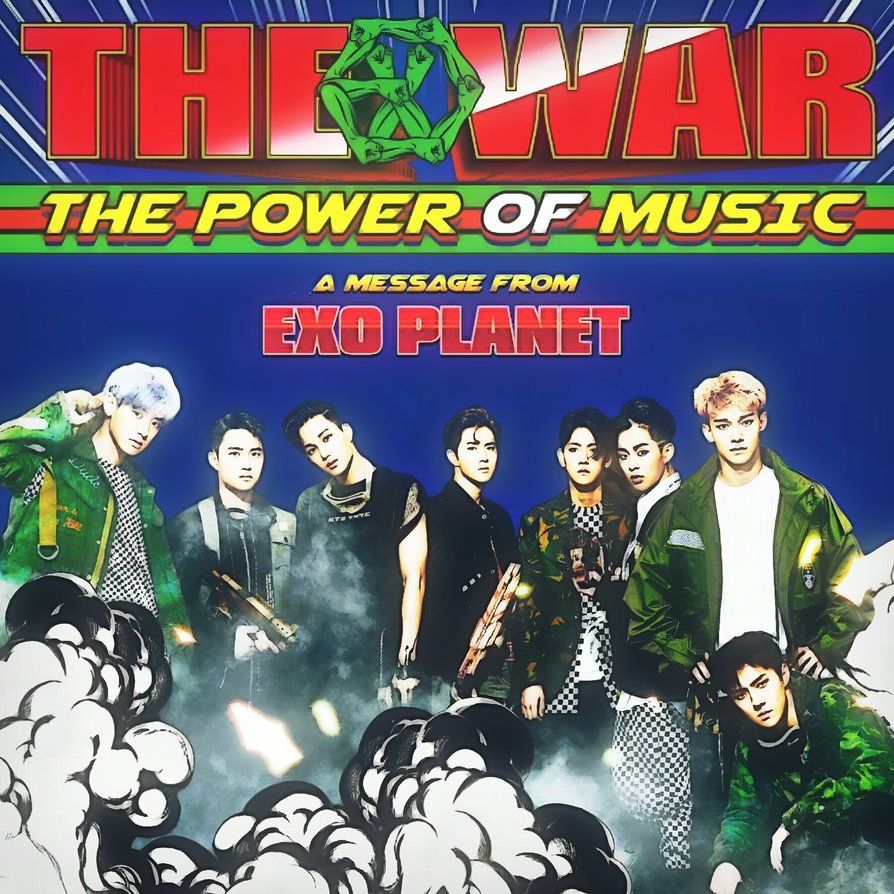 THE WAR
THE POWER OF MUSIC
A MESSAGE FROM
EXO PLANET